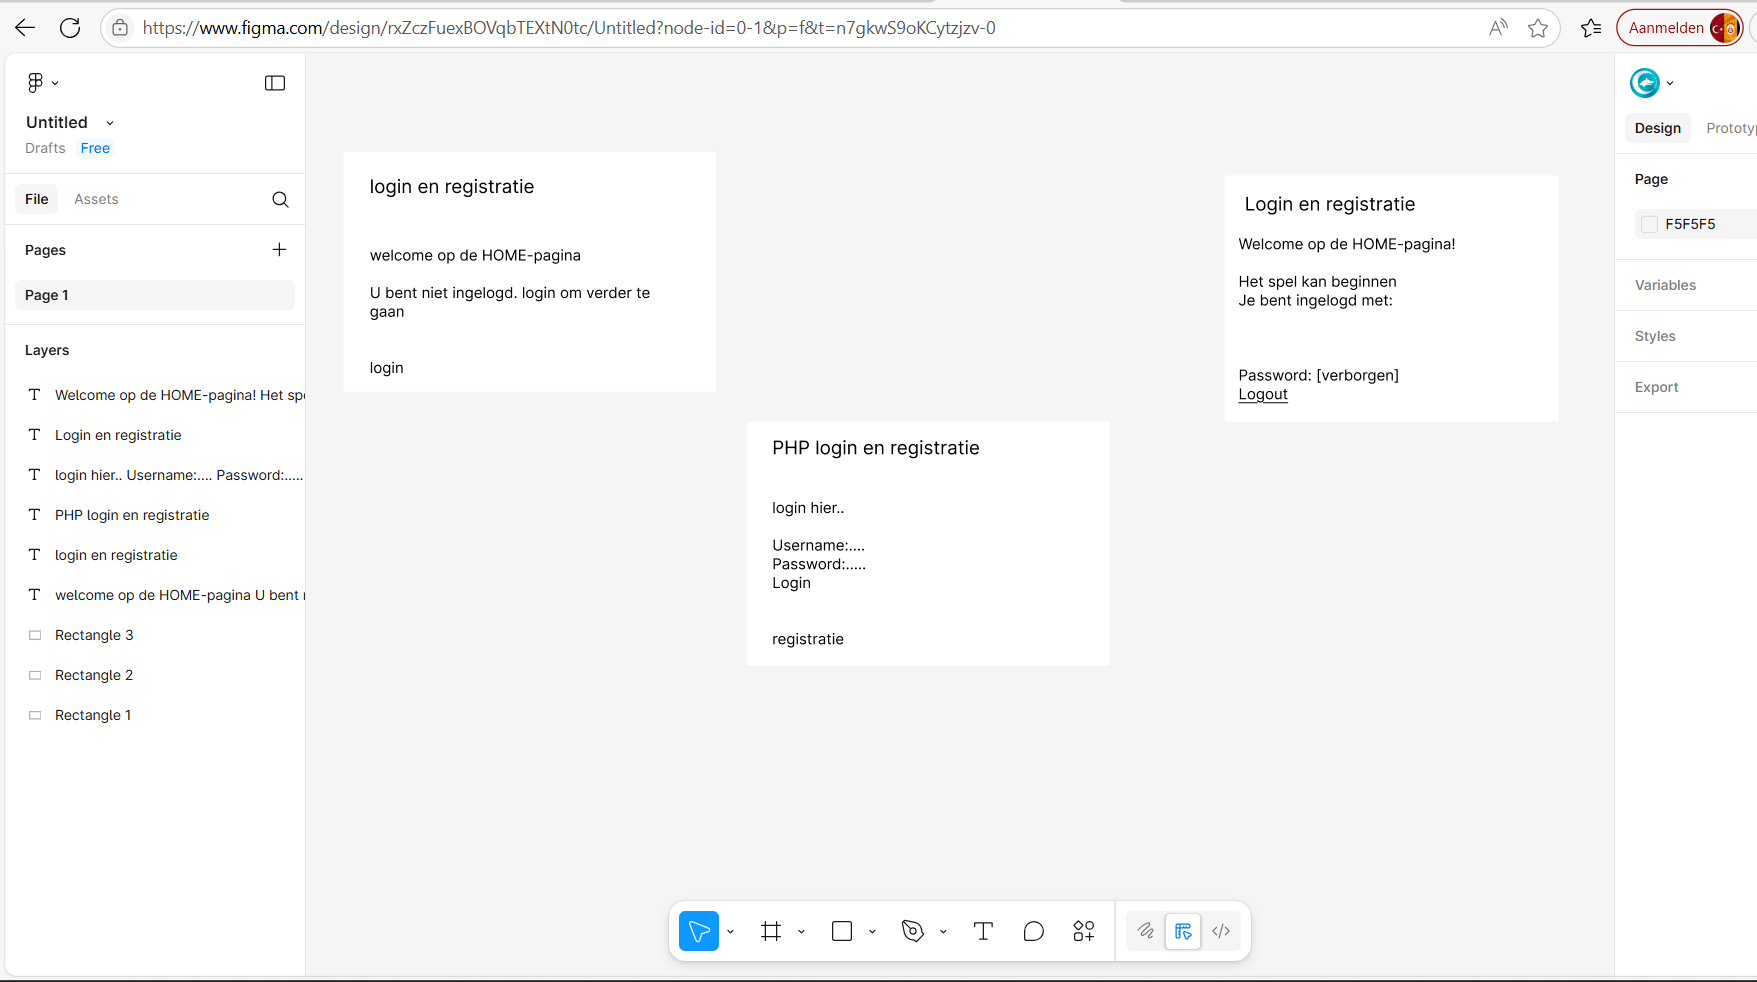 https://www.figma.com/design/rxZczFuexBOVqbTEXtN0tc/Untitled?node-id=0-1&p=f&t=n7gkwS9oKCytzjzv-0
Aanmelden
Untitled
Drafts Free
File Assets
Pages
Page 1
Layers
Welcome op de HOME-pagina! Het spe
Login en registratie
login hier.. Username:.... Password:.....
PHP login en registratie
login en registratie
welcome op de HOME-pagina U bent
Rectangle 3
Rectangle 2
Rectangle 1
login en registratie
welcome op de HOME-pagina
U bent niet ingelogd. login om verder te
gaan
login
PHP login en registratie
login hier..
Username:....
Password:.....
Login
registratie
Login en registratie
Welcome op de HOME-pagina!
Het spel kan beginnen
Je bent ingelogd met:
Password: [verborgen]
Logout
Design Prototyp
Page
F5F5F5
Variables
Styles
Export